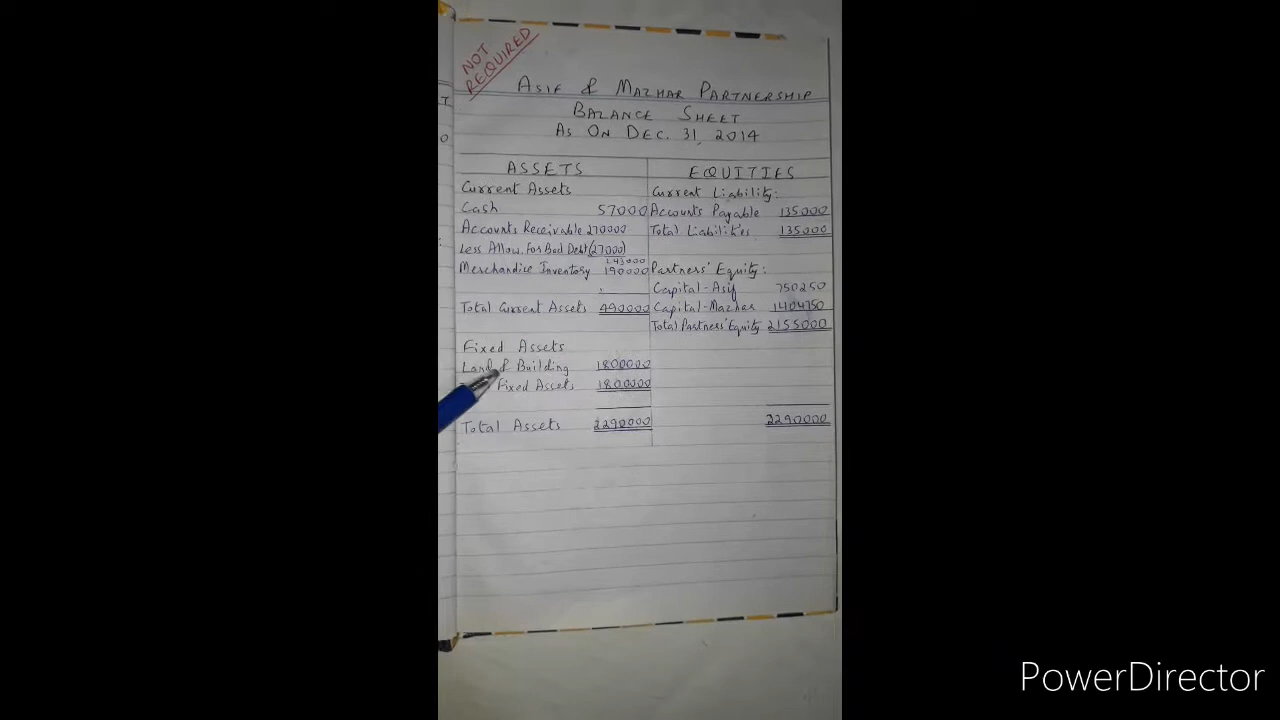 NOT
REQUIRED
ASIF & MAZHAR PARTNERSHIP
BALANCE SHEET
AS ON DEC. 31, 2014
ASSETS
Current Assets
Cash 57000
Accounts Receivable 270000
Less Allow. For Bad Debt (27000)
243000
Merchandice Inventory 190000
Total Current Assets 490000
Fixed Assets
Land & Building 1800000
Fixed Assets 1800000
Total Assets 2290000
EQUITIES
Current Liability:
Accounts Payable 135000
Total Liabilities 135000
Partners' Equity:
Capital-Asif 750250
Capital-Mazhar 1404750
Total Partners' Equity 2155000
2290000
PowerDirector